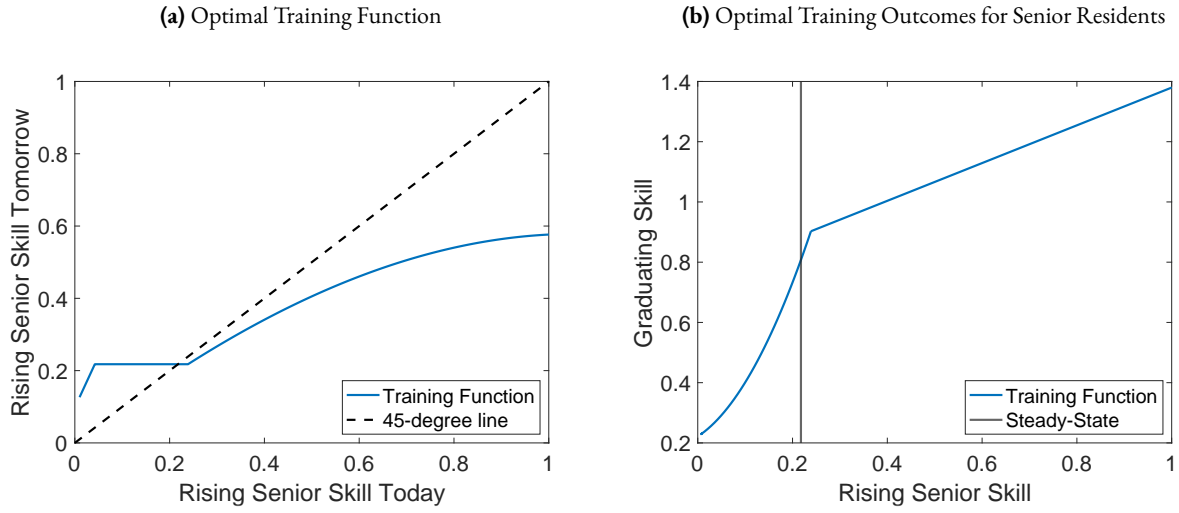 (a) Optimal Training Function
1
0.8
0.6
0.4
0.2
0
Rising Senior Skill Tomorrow
0 0.2 0.4 0.6 0.8 1
Rising Senior Skill Today
Training Function
45-degree line
(b) Optimal Training Outcomes for Senior Residents
1.4
1.2
1
0.8
0.6
0.4
0.2
Graduating Skill
0 0.2 0.4 0.6 0.8 1
Rising Senior Skill
Training Function
Steady-State